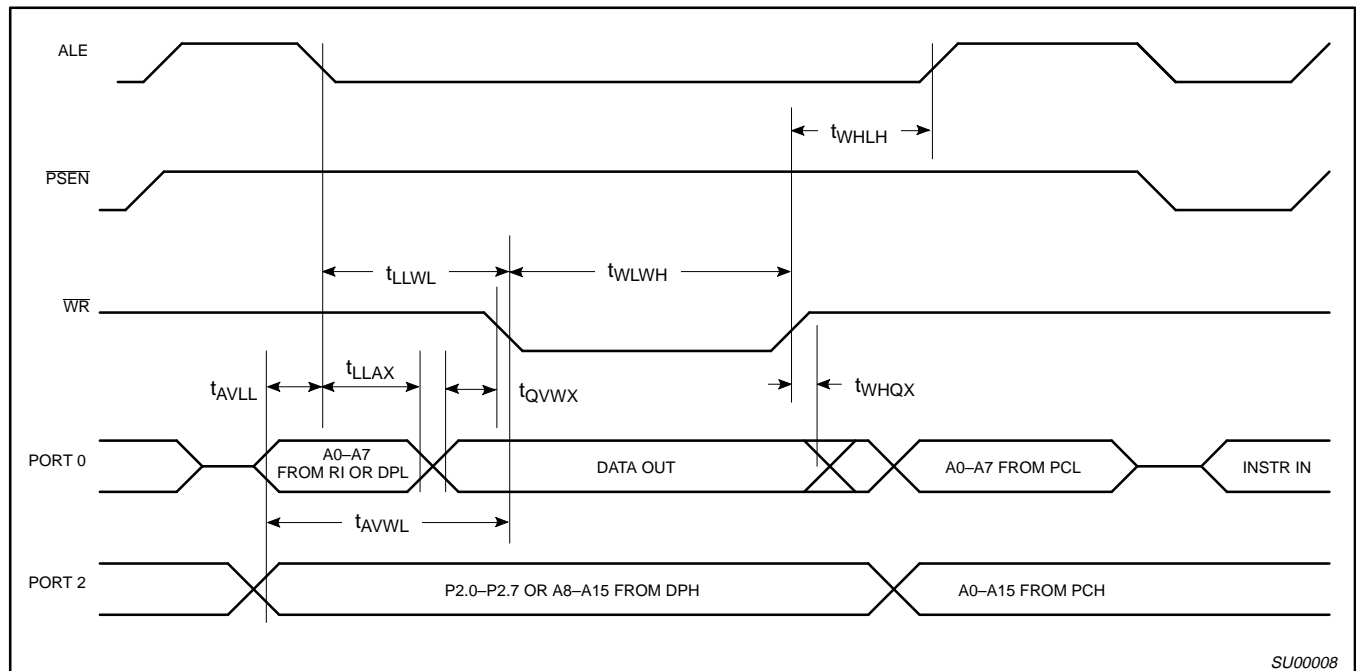 ALE
tWHLH
PSEN
tLLWL
tWLWH
WR
tAVLL
tLLAX
tQVWX
tWHQX
PORT 0
A0–A7
FROM RI OR DPL
DATA OUT
A0–A7 FROM PCL
INSTR IN
tAVWL
PORT 2
P2.0–P2.7 OR A8–A15 FROM DPH
A0–A15 FROM PCH
SU00008